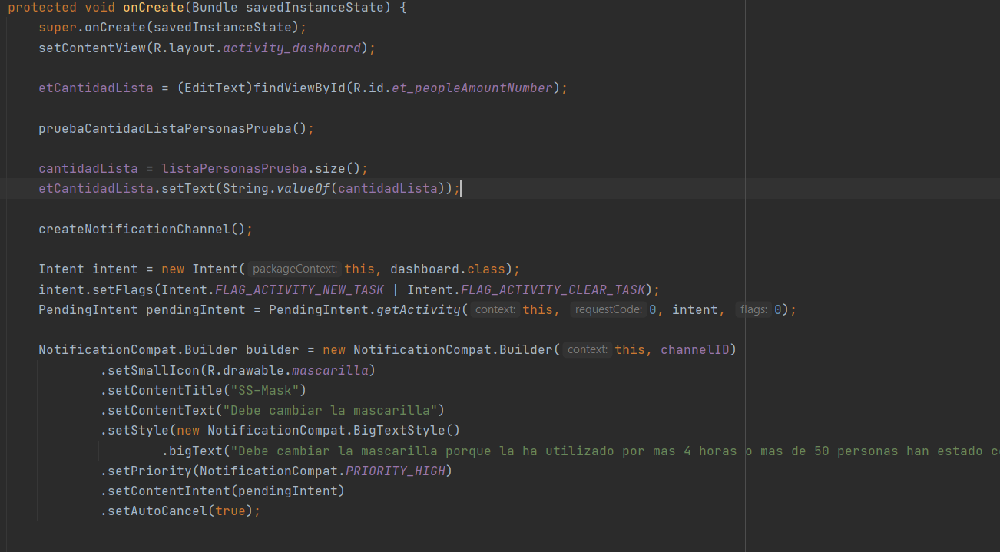 protected void onCreate(Bundle savedInstanceState) {
super.onCreate(savedInstanceState);
setContentView(R.layout.activity_dashboard);
etCantidadLista = (EditText)findViewById(R.id.et_peopleAmountNumber);
pruebaCantidadListaPersonasPrueba();
cantidadLista = listaPersonasPrueba.size();
etCantidadLista.setText(String.valueOf(cantidadLista));
createNotificationChannel();
Intent intent = new Intent( packageContext: this, dashboard.class);
intent.setFlags(Intent.FLAG_ACTIVITY_NEW_TASK | Intent.FLAG_ACTIVITY_CLEAR_TASK);
PendingIntent pendingIntent = PendingIntent.getActivity( context: this, requestCode: 0, intent, flags: 0);
NotificationCompat.Builder builder = new NotificationCompat.Builder( context: this, channelID)
.setSmallIcon(R.drawable.mascarilla)
.setContentTitle("SS-Mask")
.setContentText("Debe cambiar la mascarilla")
.setStyle(new NotificationCompat.BigTextStyle()
.bigText("Debe cambiar la mascarilla porque la ha utilizado por mas 4 horas o mas de 50 personas han estado
.setPriority(NotificationCompat.PRIORITY_HIGH)
.setContentIntent(pendingIntent)
.setAutoCancel(true);